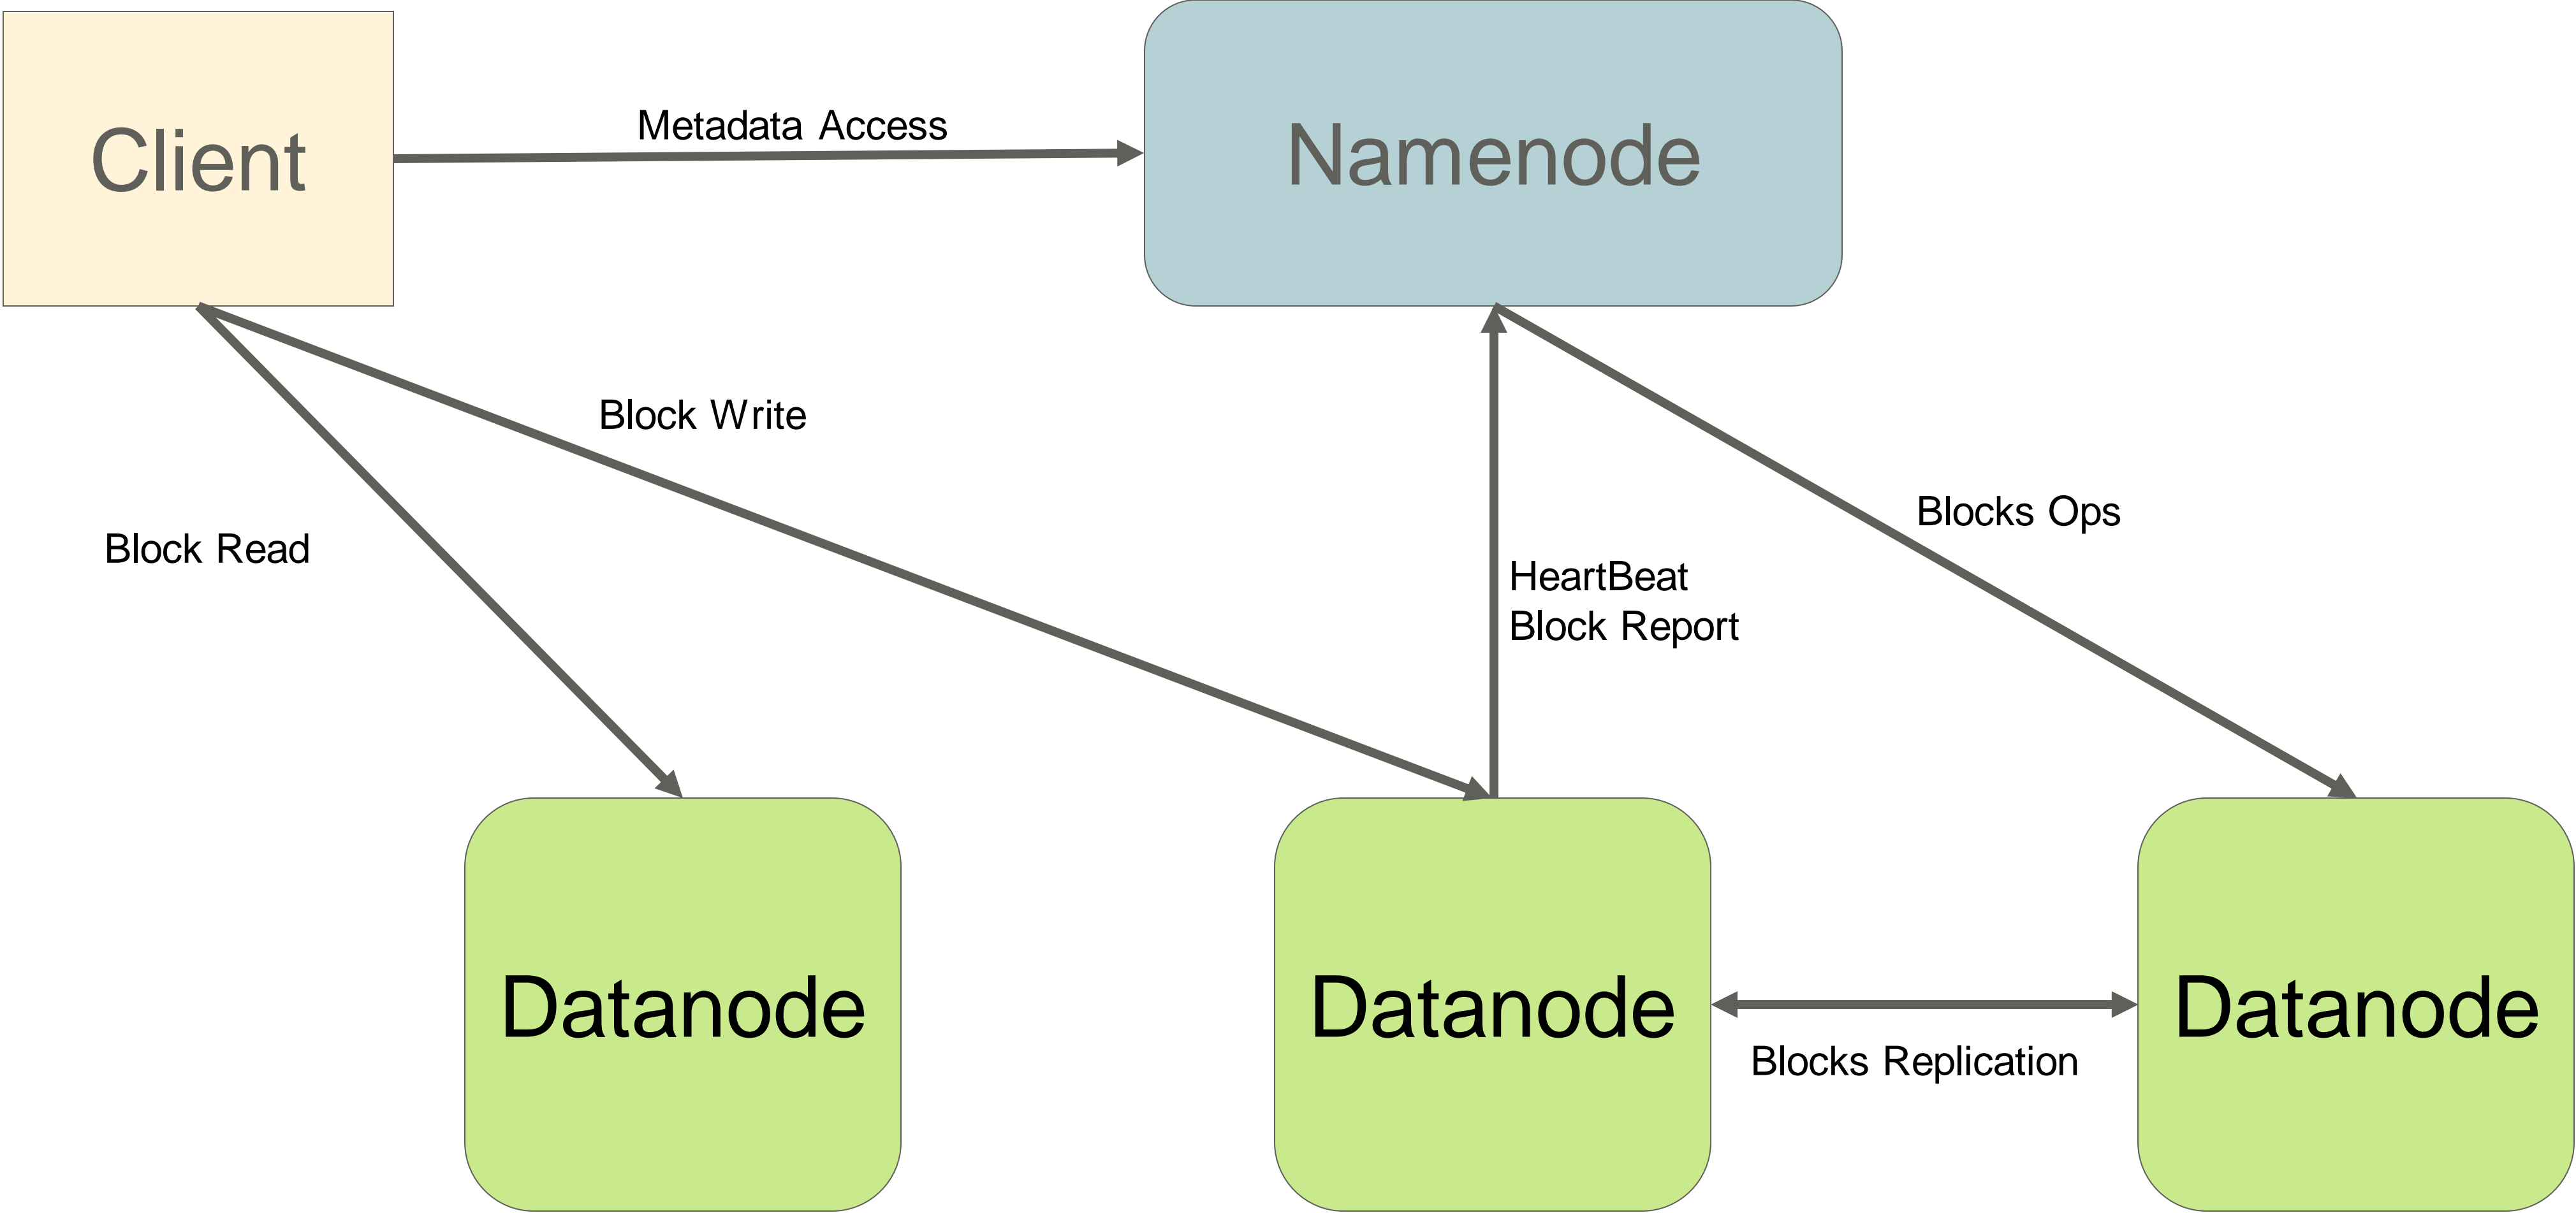 Client
Metadata Access
Namenode
Block Write
Block Read
Blocks Ops
HeartBeat
Block Report
Datanode
Datanode
Datanode
Blocks Replication